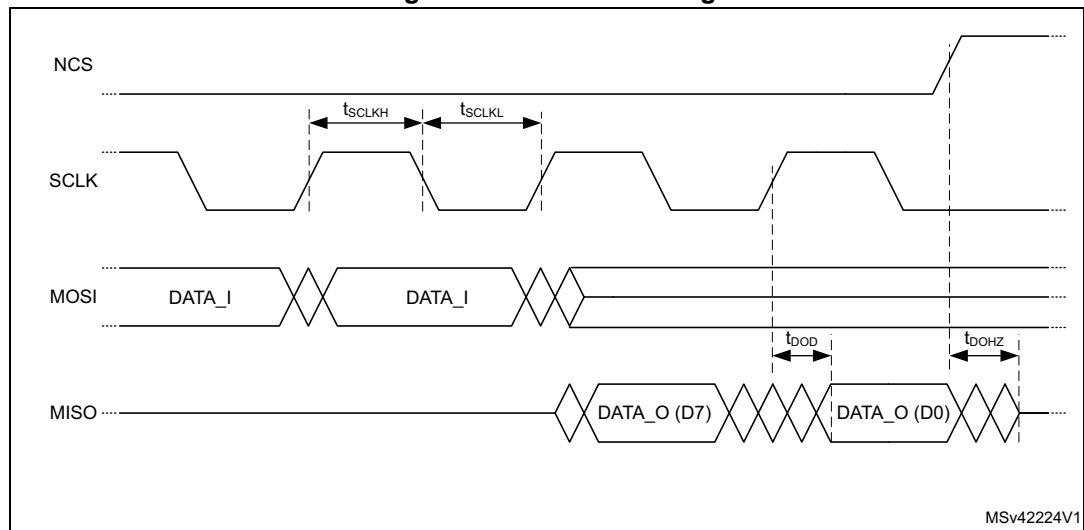 NCS
tSCLKH
tSCLKL
SCLK
MOSI
DATA_I
DATA_I
tDOD
tDOHZ
MISO
DATA_O (D7)
DATA_O (D0)
MSv42224V1